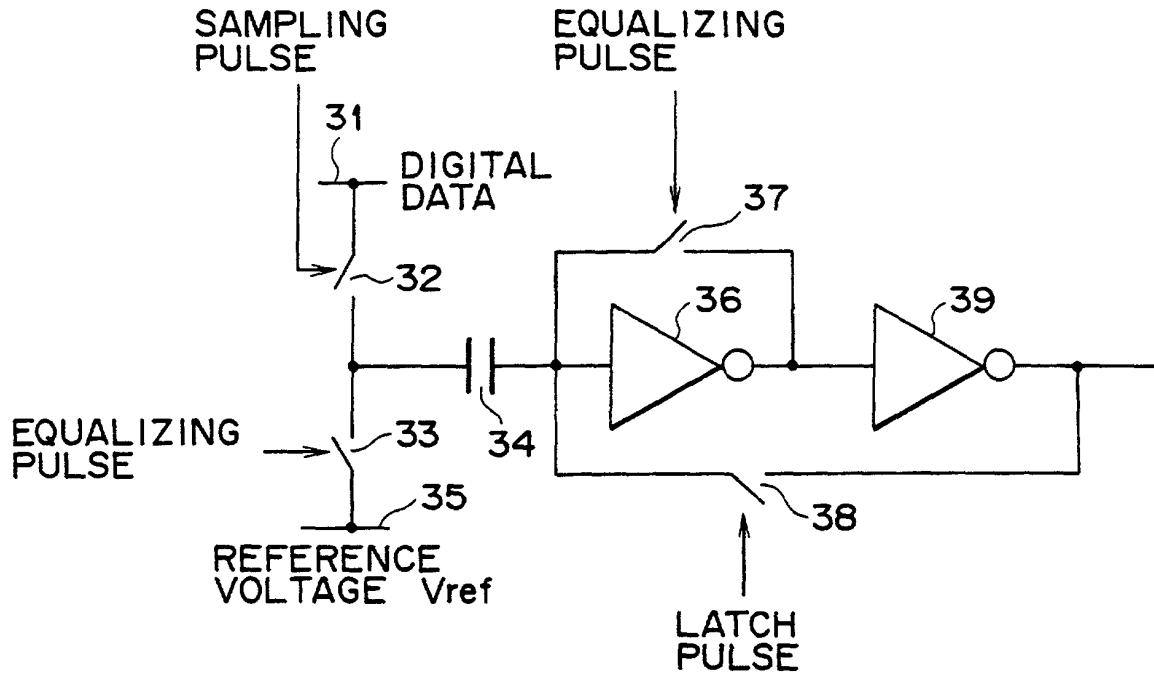 SAMPLING
PULSE
EQUALIZING
PULSE
31
DIGITAL
DATA
37
32
36
39
EQUALIZING
PULSE
33
34
35
38
REFERENCE
VOLTAGE Vref
LATCH
PULSE